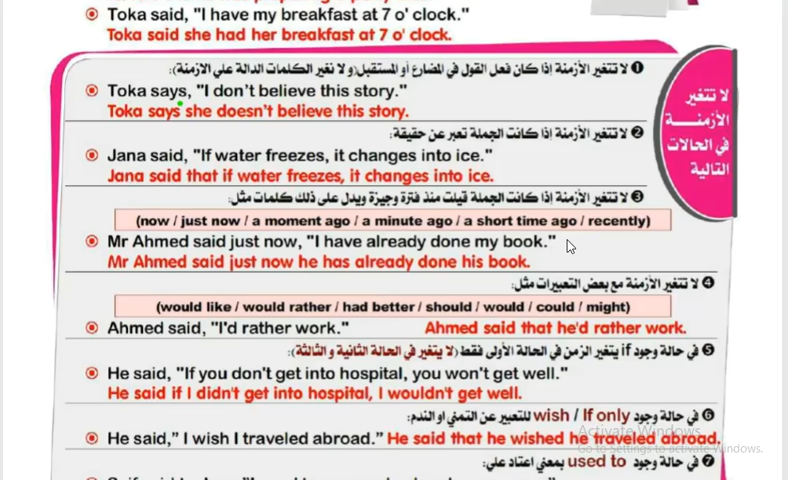 Toka said, "I have my breakfast at 7 o' clock."
Toka said she had her breakfast at 7 o' clock.
لا تتغير
الأزمنــــة
في الحالات
التالية
❶ لا تتغير الأزمنة إذا كان فعل القول في المضارع أو المستقبل(و لا نغير الكلمات الدالة علي الازمنة):
Toka says, "I don't believe this story."
Toka says she doesn't believe this story.
❷ لا تتغير الأزمنة إذا كانت الجملة تعبر عن حقيقة:
Jana said, "If water freezes, it changes into ice."
Jana said that if water freezes, it changes into ice.
❸ لا تتغير الأزمنة إذا كانت الجملة قيلت منذ فترة وجيزة ويدل على ذلك كلمات مثل:
(now / just now / a moment ago / a minute ago / a short time ago / recently)
Mr Ahmed said just now, "I have already done my book."
Mr Ahmed said just now he has already done his book.
❹ لا تتغير الأزمنة مع بعض التعبيرات مثل:
(would like / would rather / had better / should / would / could / might)
Ahmed said, "I'd rather work." Ahmed said that he'd rather work.
❺ في حالة وجود if يتغير الزمن في الحالة الأولى فقط (لا يتغير في الحالة الثانية و الثالثة):
He said, "If you don't get into hospital, you won't get well."
He said if I didn't get into hospital, I wouldn't get well.
❻ في حالة وجود wish / If only للتعبير عن التمني او الندم:
He said," I wish I traveled abroad." He said that he wished he traveled abroad.
Activate Windows
Go to Settings to activate Windows.
❼ في حالة وجود used to بمعني اعتاد علي: